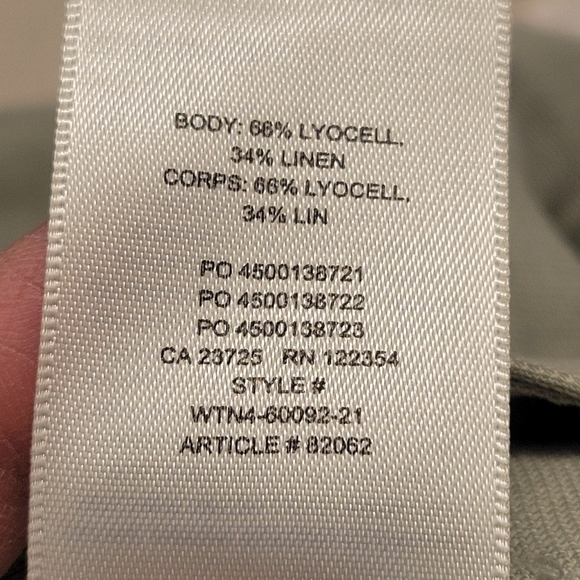 BODY: 66% LYOCELL,
34% LINEN
CORPS: 66% LYOCELL,
34% LIN
PO 4500138721
PO 4500138722
PO 4500138723
CA 23725 RN 122354
STYLE #
WTN4-60092-21
ARTICLE # 82062